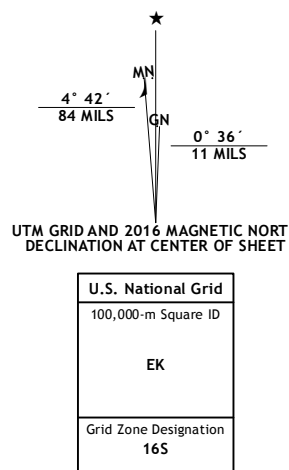 MN
4° 42´
84 MILS
GN
0° 36´
11 MILS
UTM GRID AND 2016 MAGNETIC NORT
DECLINATION AT CENTER OF SHEET
U.S. National Grid
100,000-m Square ID
EK
Grid Zone Designation
16S